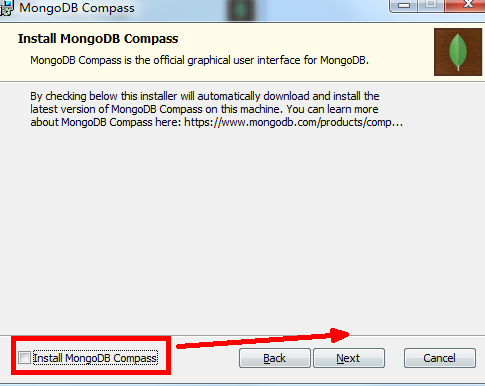 MongoDB Compass
Install MongoDB Compass
MongoDB Compass is the official graphical user interface for MongoDB.
By checking below this installer will automatically download and install the
latest version of MongoDB Compass on this machine. You can learn more
about MongoDB Compass here: https://www.mongodb.com/products/comp...
Install MongoDB Compass
Back
Next
Cancel